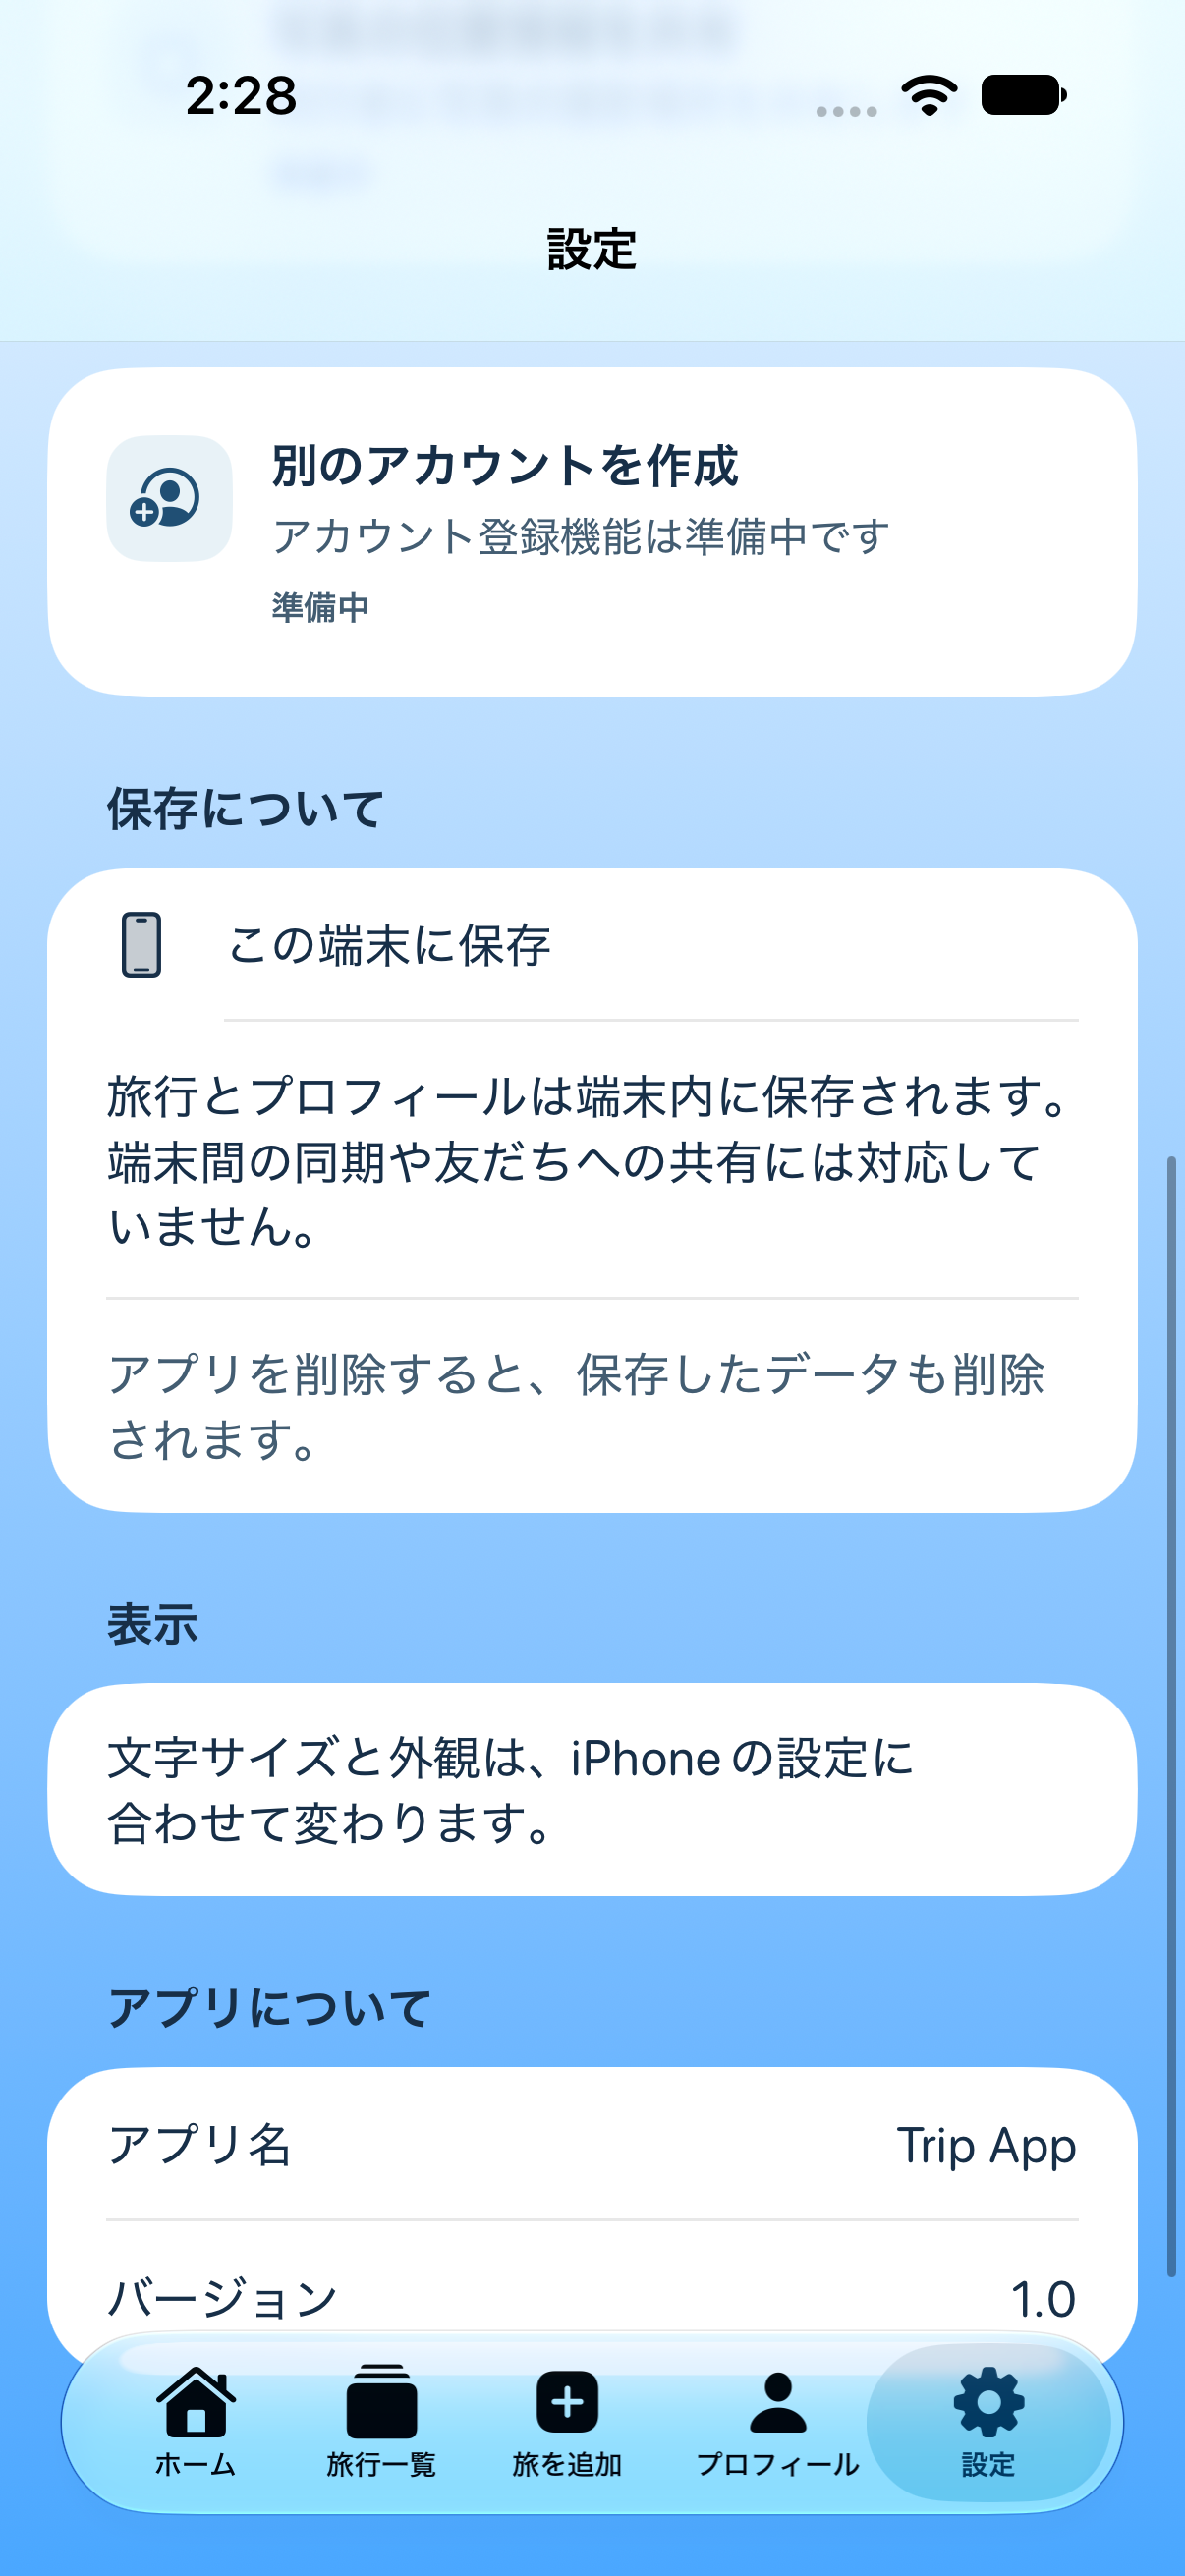 2:28
設定
別のアカウントを作成
アカウント登録機能は準備中です
準備中
保存について
この端末に保存
旅行とプロフィールは端末内に保存されます。
端末間の同期や友だちへの共有には対応して
いません。
アプリを削除すると、保存したデータも削除
されます。
表示
文字サイズと外観は、iPhoneの設定に
合わせて変わります。
アプリについて
アプリ名 Trip App
バージョン 1.0
ホーム 旅行一覧 旅を追加 プロフィール 設定